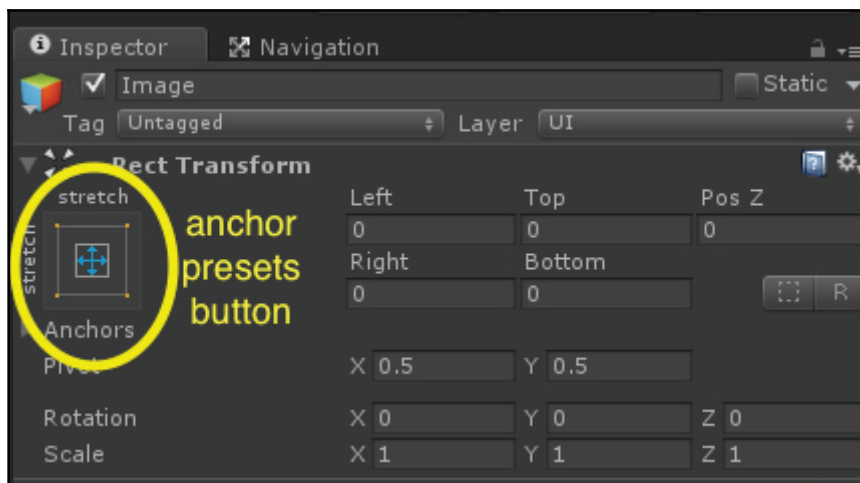 Inspector Navigation
Image Static
Tag Untagged Layer UI
Rect Transform
stretch Left Top Pos Z
stretch
0 0 0
anchor presets button
Right Bottom
0 0 R
Anchors
Pivot X 0.5 Y 0.5
Rotation X 0 Y 0 Z 0
Scale X 1 Y 1 Z 1